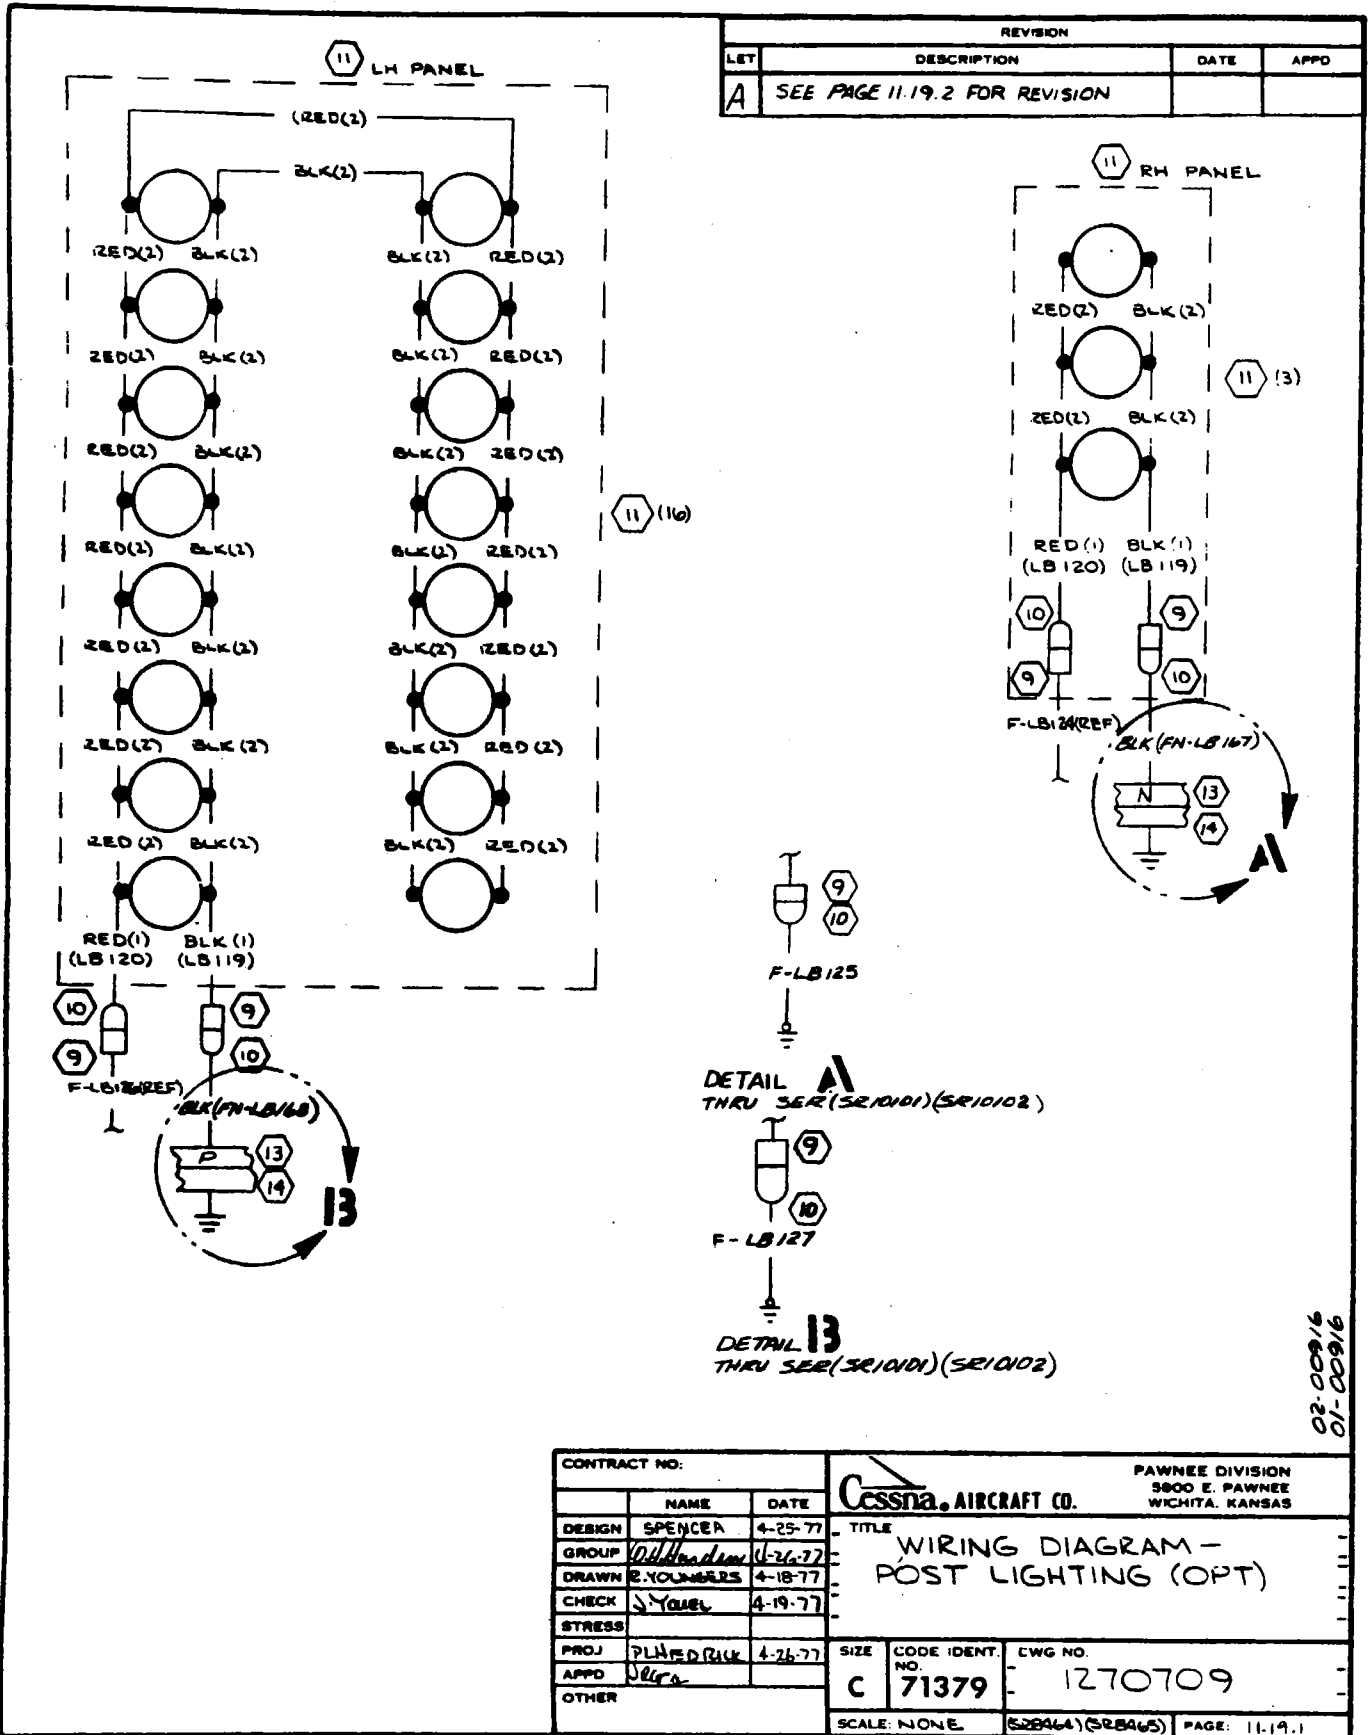 REVISION
LET DESCRIPTION DATE APPD
A SEE PAGE 11.19.2 FOR REVISION
11 LH PANEL
(RED(2)
BLK(2)
RED(2) BLK(2) BLK(2) RED(2)
RED(2) BLK(2) BLK(2) RED(2)
RED(2) BLK(2) BLK(2) RED(2)
RED(2) BLK(2) BLK(2) RED(2)
RED(2) BLK(2) BLK(2) RED(2)
RED(2) BLK(2) BLK(2) RED(2)
RED(2) BLK(2) BLK(2) RED(2)
11 (16)
RED(1) BLK(1)
(LB120) (LB119)
10 9
9 10
(REF)
BLK(FN-LB168)
P 13
14
B
11 RH PANEL
RED(2) BLK(2)
11 (3)
RED(2) BLK(2)
RED(1) BLK(1)
(LB120) (LB119)
10 9
9 10
F-LB124(REF)
BLK(FN-LB167)
N 13
14
A
9
10
F-LB125
DETAIL A
THRU SER(SR10101)(SR10102)
9
10
F-LB127
DETAIL B
THRU SER(SR10101)(SR10102)
02-00916
01-00916
CONTRACT NO:
NAME DATE
DESIGN SPENCER 4-25-77
GROUP 4-26-77
DRAWN R.YOUNGERS 4-18-77
CHECK 4-19-77
STRESS
PROJ PLHEDRICK 4-26-77
APPD
OTHER
Cessna. AIRCRAFT CO.
PAWNEE DIVISION
5800 E. PAWNEE
WICHITA, KANSAS
TITLE
WIRING DIAGRAM-
POST LIGHTING (OPT)
SIZE CODE IDENT. NO. DWG NO.
C 71379 1270709
SCALE: NONE (SR8464)(SR8465) PAGE: 11.19.1